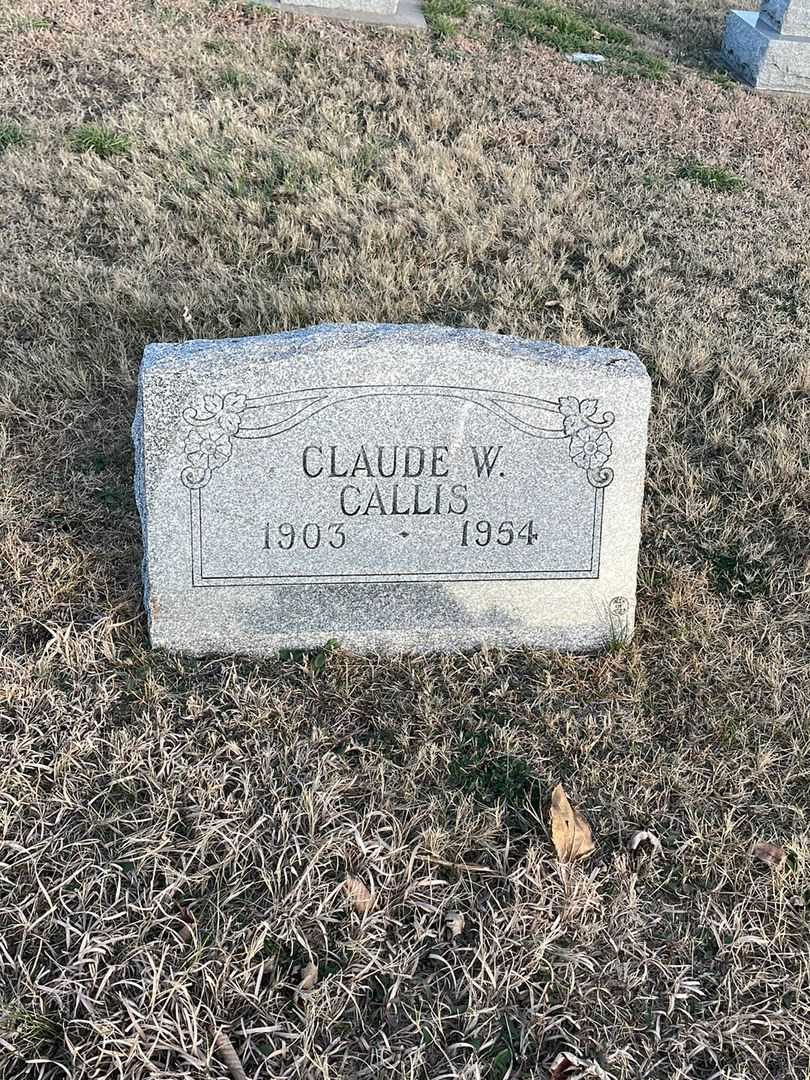 CLAUDE W.
CALLIS
1903 · 1954